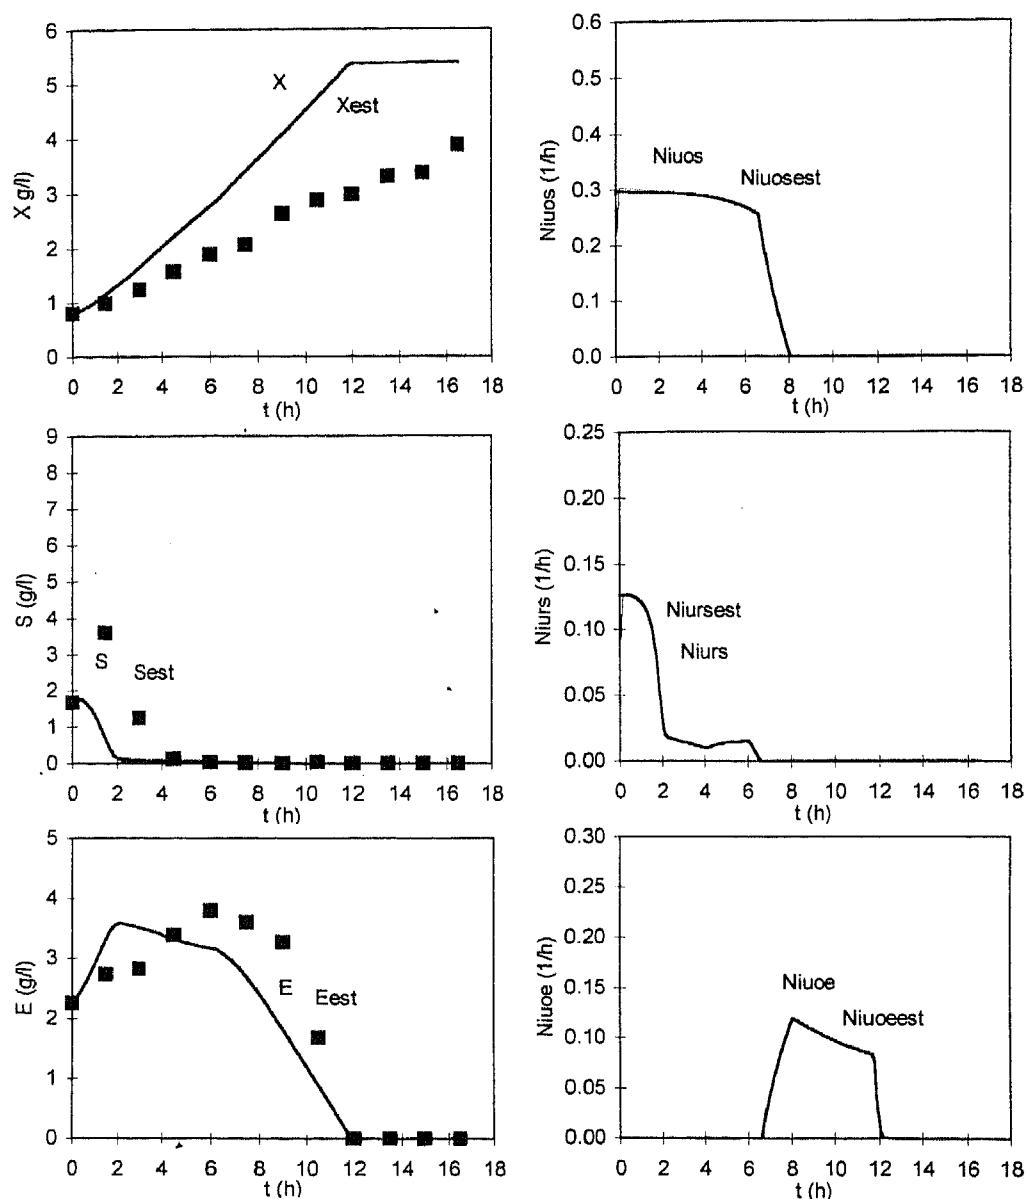 6
5
4
3
2
1
0
X g/l
X
Xest
0 2 4 6 8 10 12 14 16 18
t (h)
0.6
0.5
0.4
0.3
0.2
0.1
0.0
Niuos (1/h)
Niuos
Niuosest
0 2 4 6 8 10 12 14 16 18
t (h)
9
8
7
6
5
4
3
2
1
0
S (g/l)
S
Sest
0 2 4 6 8 10 12 14 16 18
t (h)
0.25
0.20
0.15
0.10
0.05
0.00
Niurs (1/h)
Niursest
Niurs
0 2 4 6 8 10 12 14 16 18
t (h)
5
4
3
2
1
0
E (g/l)
E
Eest
0 2 4 6 8 10 12 14 16 18
t (h)
0.30
0.25
0.20
0.15
0.10
0.05
0.00
Niuoe (1/h)
Niuoe
Niuoeest
0 2 4 6 8 10 12 14 16 18
t (h)